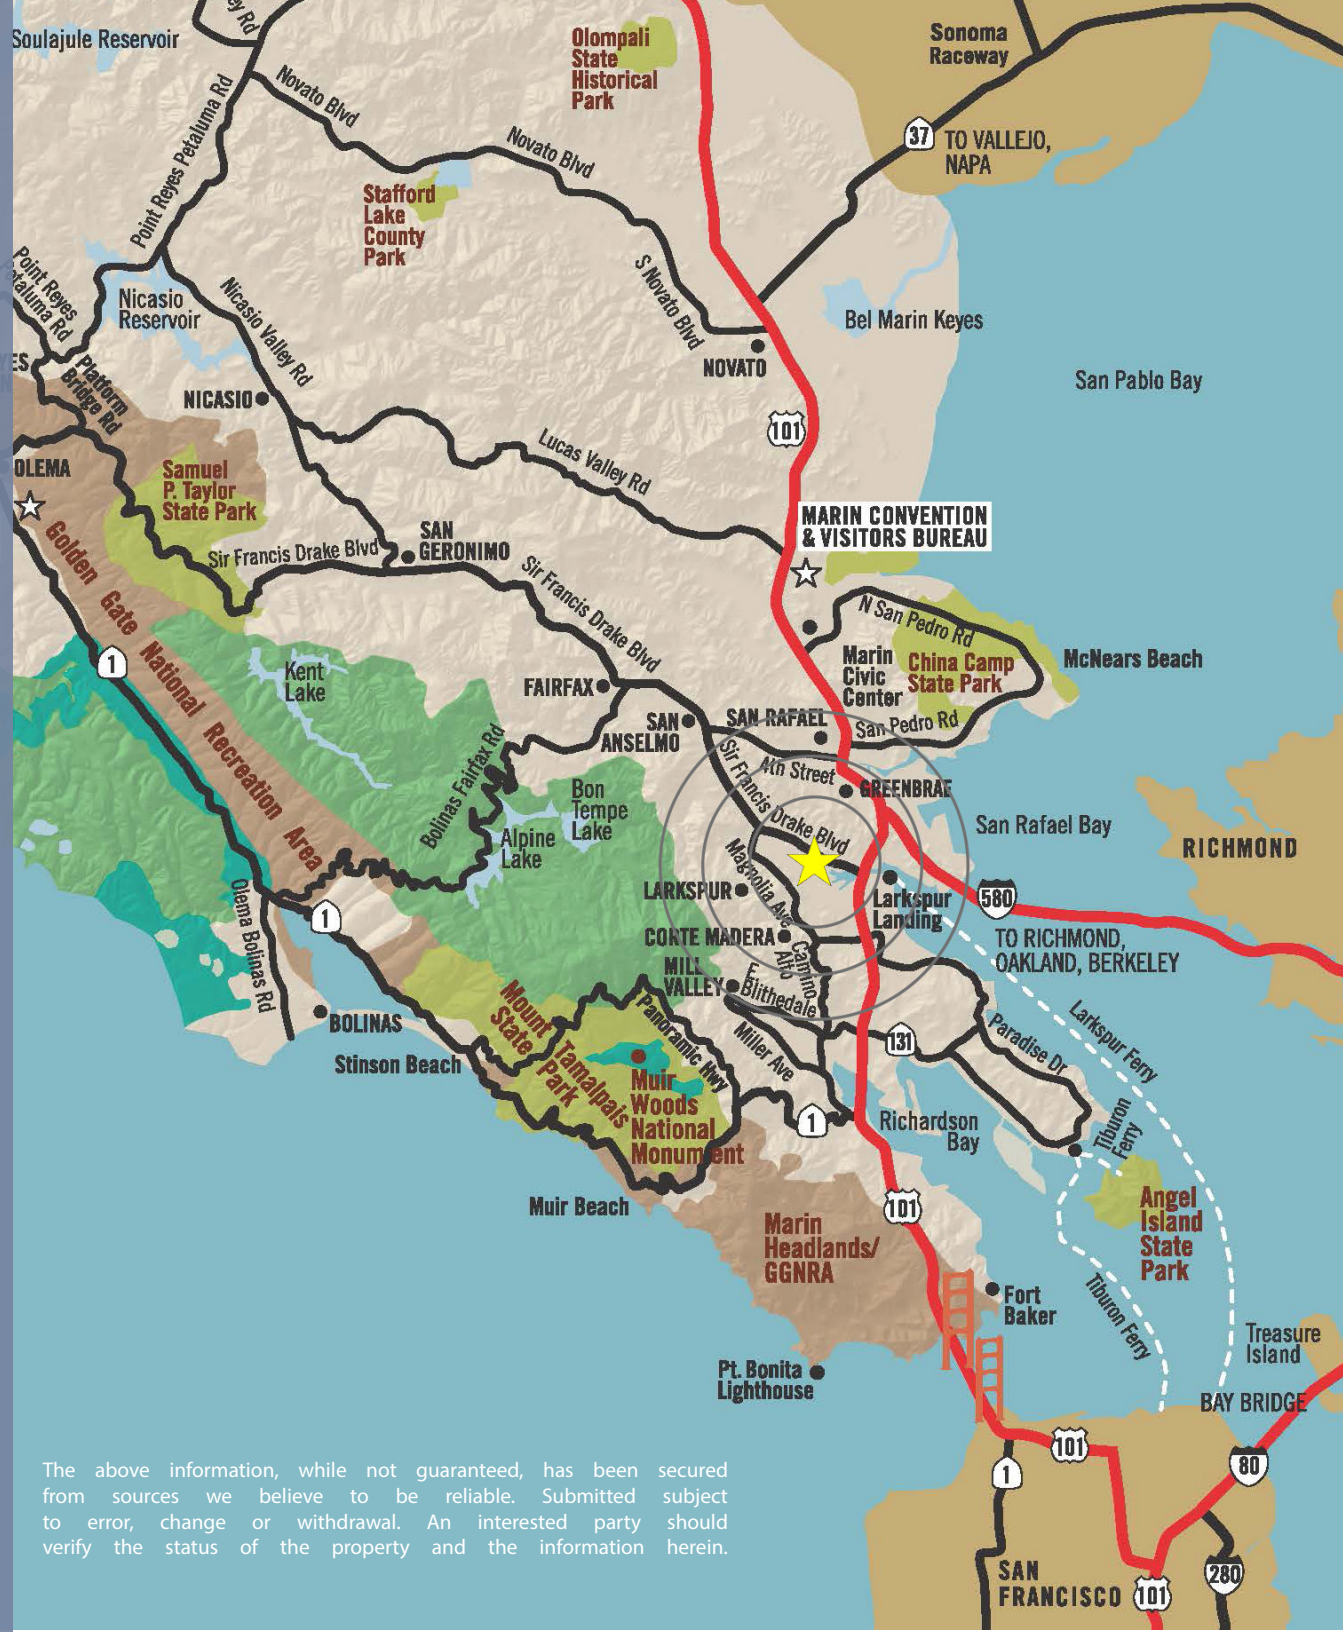 ey Rd
Soulajule Reservoir
Olompali
State
Historical
Park
Sonoma
Raceway
Novato Blvd
Point Reyes Petaluma Rd
Novato Blvd
37
TO VALLEJO,
NAPA
Stafford
Lake
County
Park
S Novato Blvd
Point Reyes
Petaluma Rd
Nicasio
Reservoir
Nicasio Valley Rd
Bel Marin Keyes
YES
Platform
Bridge Rd
NOVATO
San Pablo Bay
NICASIO
101
Lucas Valley Rd
OLEMA
Samuel
P. Taylor
State Park
MARIN CONVENTION
& VISITORS BUREAU
SAN
GERONIMO
Sir Francis Drake Blvd
Sir Francis Drake Blvd
Golden Gate National Recreation Area
N San Pedro Rd
1
Kent
Lake
Marin
Civic
Center
China Camp
State Park
McNears Beach
FAIRFAX
SAN
ANSELMO
SAN RAFAEL
San Pedro Rd
Bolinas Fairfax Rd
Sir Francis Drake Blvd
4th Street
GREENBRAE
Bon
Tempe
Lake
Alpine
Lake
San Rafael Bay
RICHMOND
Magnolia Ave
LARKSPUR
Larkspur
Landing
580
Olema Bolinas Rd
1
CORTE MADERA
Camino
Alto
TO RICHMOND,
OAKLAND, BERKELEY
MILL
VALLEY
E
Blithedale
Mount Tamalpais
State Park
Panoramic Hwy
Miller Ave
131
Paradise Dr
Larkspur Ferry
BOLINAS
Stinson Beach
Muir
Woods
National
Monument
1
Richardson
Bay
Tiburon
Ferry
Muir Beach
101
Angel
Island
State
Park
Marin
Headlands/
GGNRA
Fort
Baker
Tiburon Ferry
Treasure
Island
Pt. Bonita
Lighthouse
BAY BRIDGE
101
1
80
The above information, while not guaranteed, has been secured
from sources we believe to be reliable. Submitted subject
to error, change or withdrawal. An interested party should
verify the status of the property and the information herein.
SAN
FRANCISCO
101
280